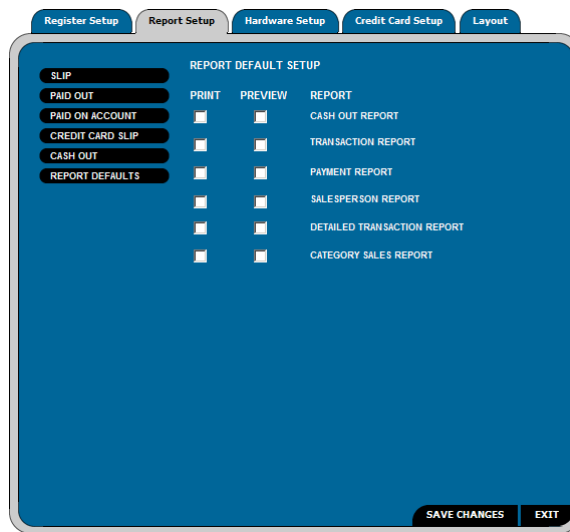 Register Setup Report Setup Hardware Setup Credit Card Setup Layout
REPORT DEFAULT SETUP
SLIP
PAID OUT
PAID ON ACCOUNT
CREDIT CARD SLIP
CASH OUT
REPORT DEFAULTS
PRINT PREVIEW REPORT
CASH OUT REPORT
TRANSACTION REPORT
PAYMENT REPORT
SALESPERSON REPORT
DETAILED TRANSACTION REPORT
CATEGORY SALES REPORT
SAVE CHANGES EXIT